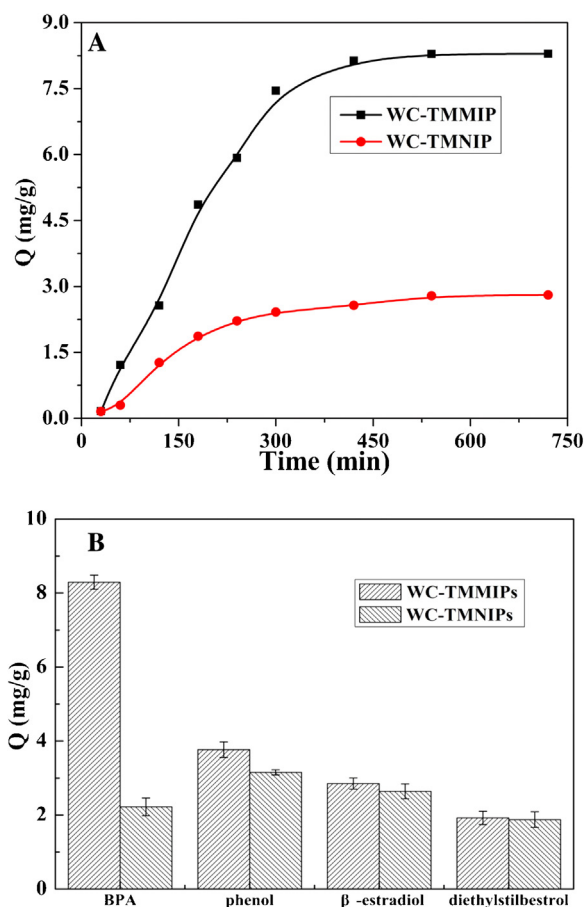 A
9.0
7.5
6.0
4.5
3.0
1.5
0.0
Q (mg/g)
WC-TMMIP
WC-TMNIP
0 150 300 450 600 750
Time (min)
B
10
8
6
4
2
0
Q (mg/g)
WC-TMMIPs
WC-TMNIPs
BPA phenol β -estradiol diethylstilbestrol